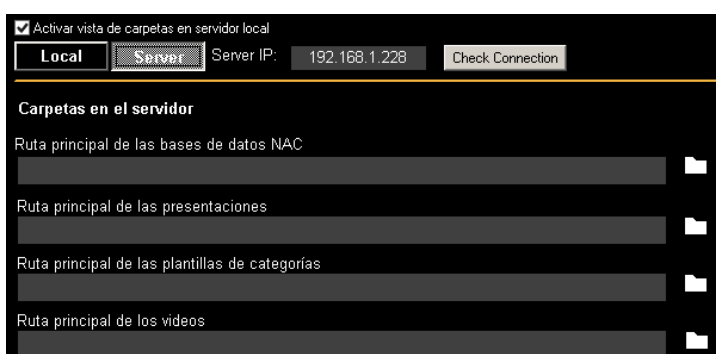 Activar vista de carpetas en servidor local
Local Server Server IP: 192.168.1.228 Check Connection
Carpetas en el servidor
Ruta principal de las bases de datos NAC
Ruta principal de las presentaciones
Ruta principal de las plantillas de categorías
Ruta principal de los videos